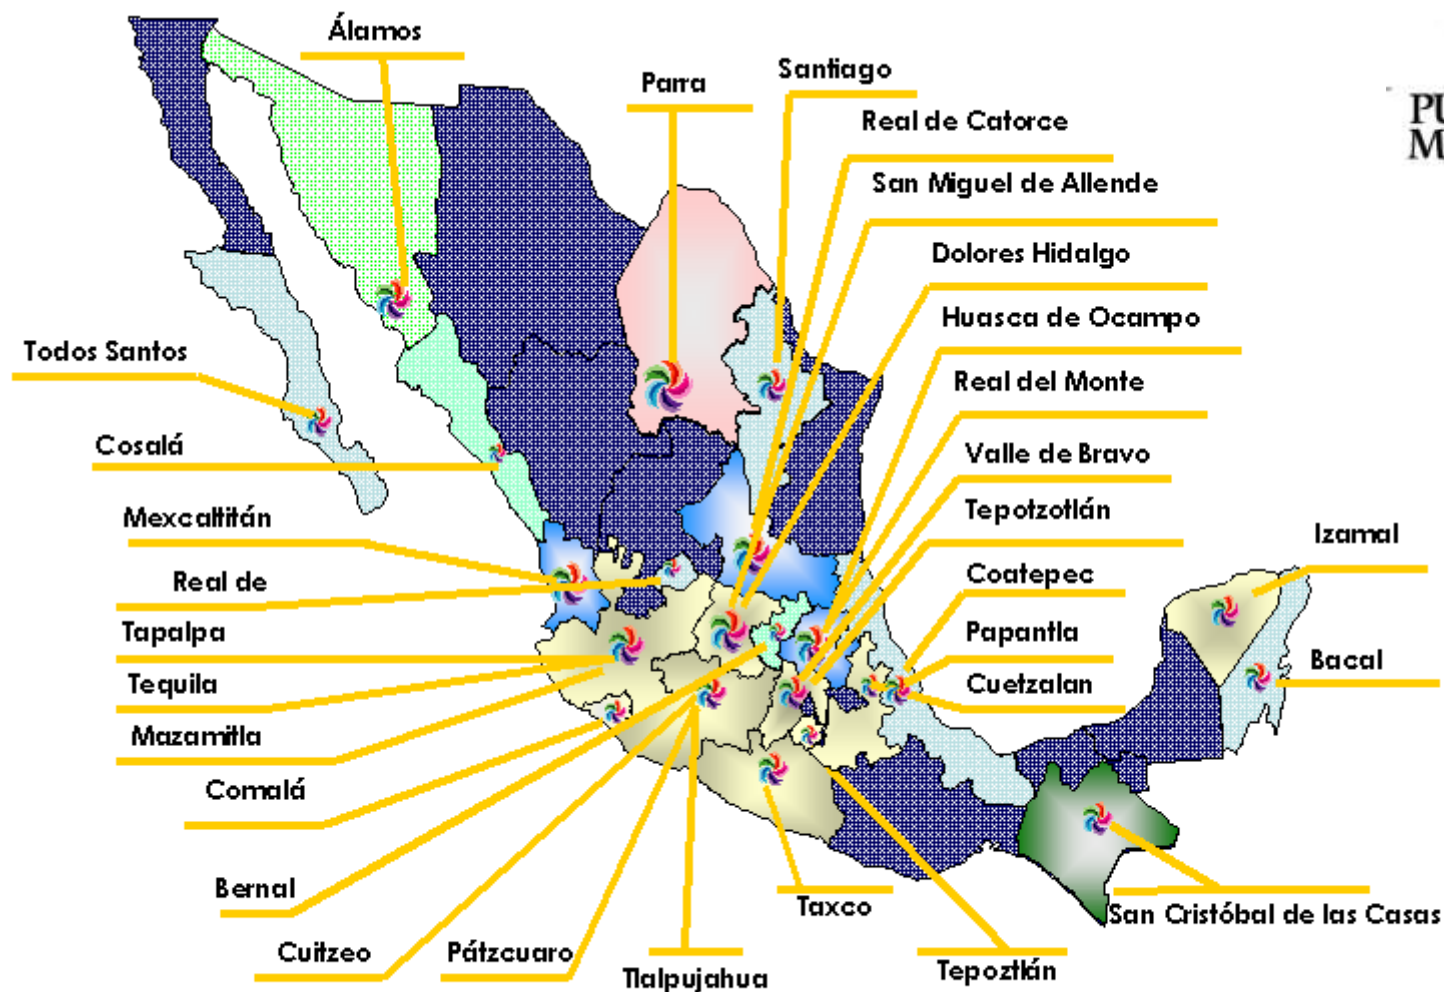 Álamos
Parra
Santiago
Real de Catorce
San Miguel de Allende
Dolores Hidalgo
Huasca de Ocampo
Real del Monte
Valle de Bravo
Tepotzotlán
Coatepec
Papantla
Cuetzalan
Izamal
Bacal
San Cristóbal de las Casas
Todos Santos
Cosalá
Mexcaltitán
Real de
Tapalpa
Tequila
Mazamitla
Comalá
Bernal
Cuitzeo
Pátzcuaro
Tlalpujahua
Taxco
Tepoztlán
PU
M